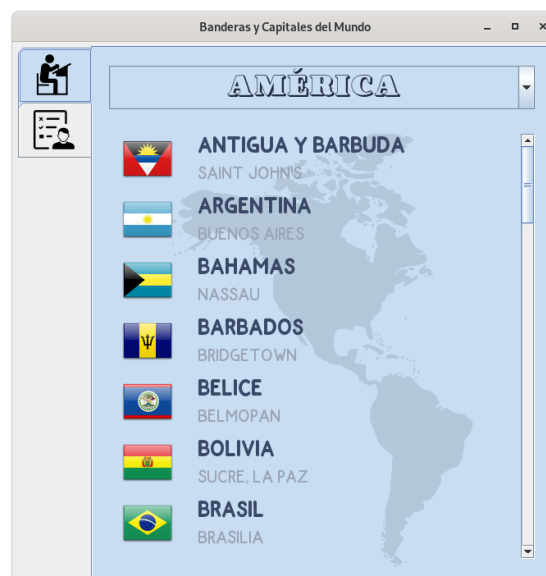 Banderas y Capitales del Mundo
AMÉRICA
ANTIGUA Y BARBUDA
SAINT JOHN'S
ARGENTINA
BUENOS AIRES
BAHAMAS
NASSAU
BARBADOS
BRIDGETOWN
BELICE
BELMOPAN
BOLIVIA
SUCRE, LA PAZ
BRASIL
BRASILIA